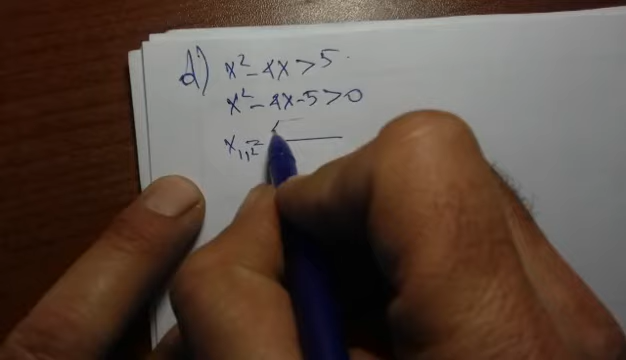 d) x² - 4x > 5
x² - 4x - 5 > 0
x₁,₂ =